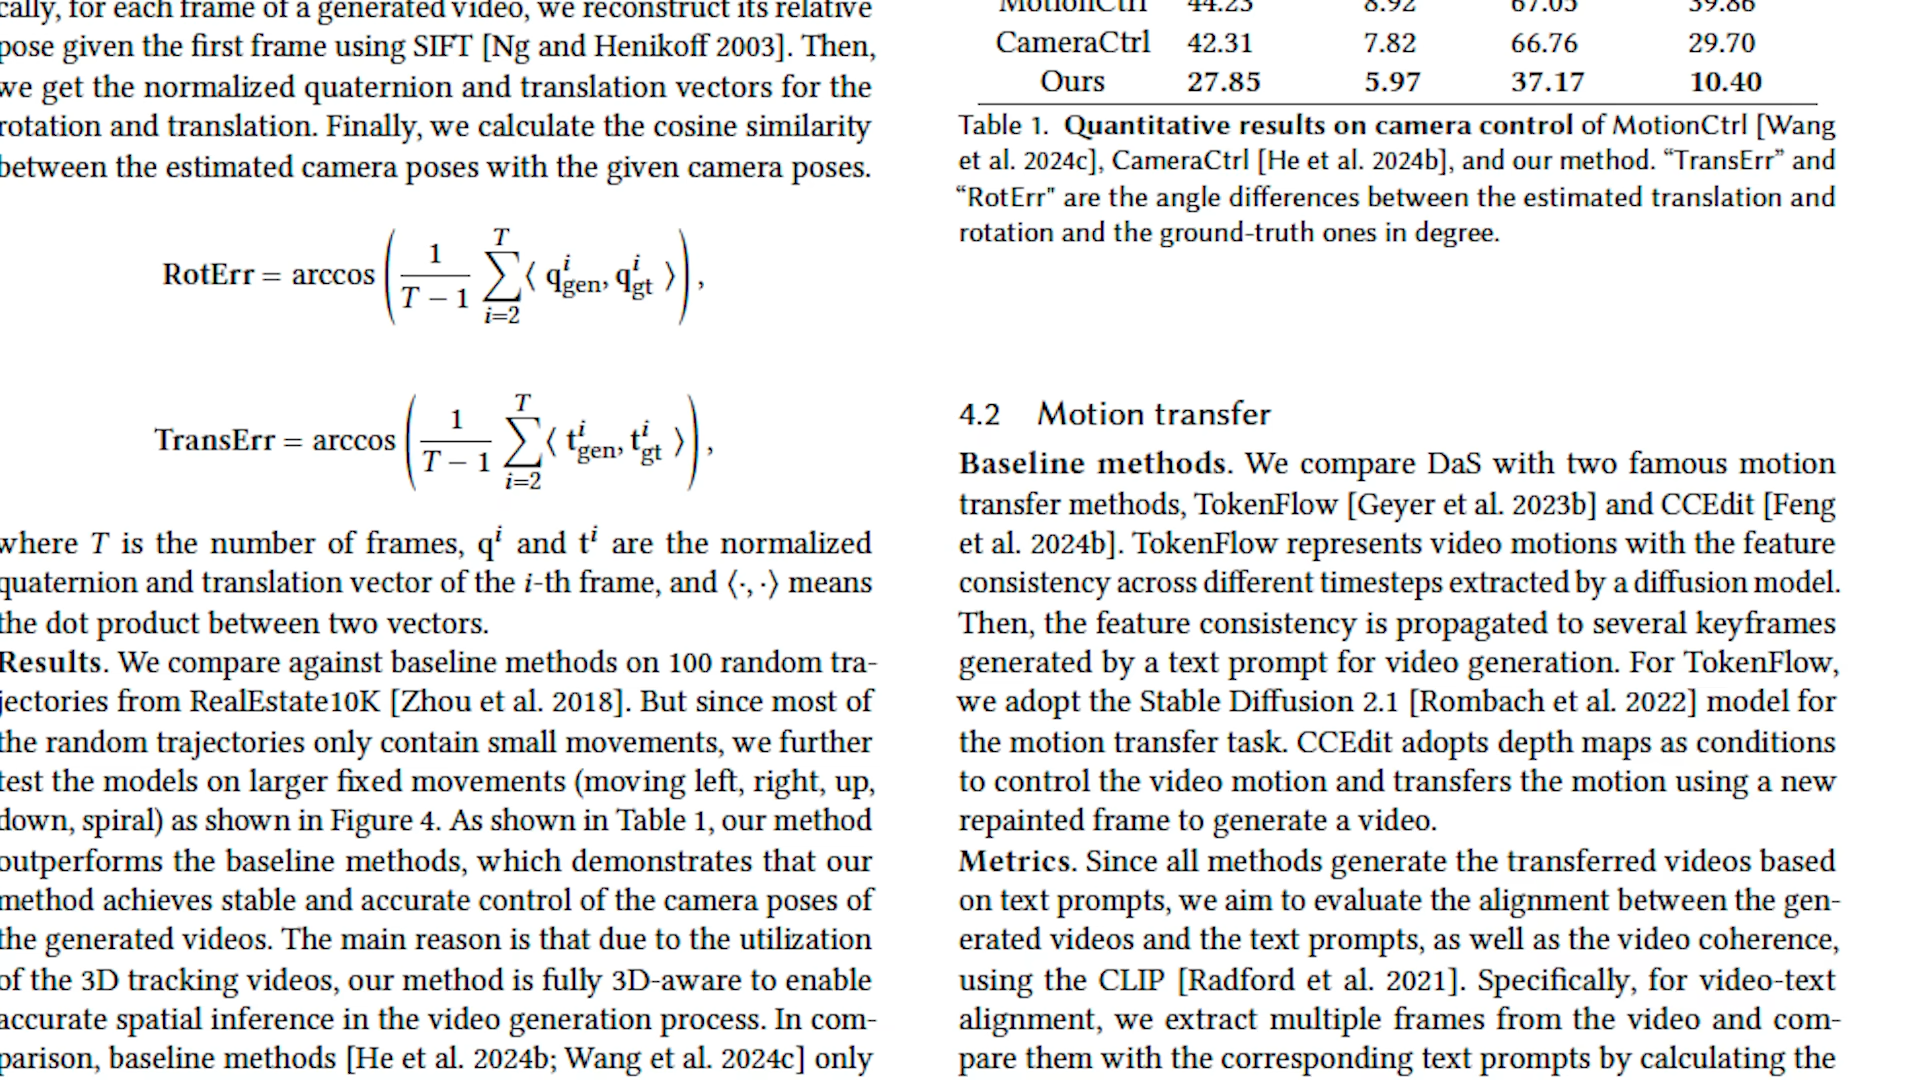 cally, for each frame of a generated video, we reconstruct its relative
pose given the first frame using SIFT [Ng and Henikoff 2003]. Then,
we get the normalized quaternion and translation vectors for the
rotation and translation. Finally, we calculate the cosine similarity
between the estimated camera poses with the given camera poses.
RotErr = arccos ( 1 / (T − 1) ∑_{i=2}^{T} ⟨ q^i_gen, q^i_gt ⟩ ),
TransErr = arccos ( 1 / (T − 1) ∑_{i=2}^{T} ⟨ t^i_gen, t^i_gt ⟩ ),
where T is the number of frames, q^i and t^i are the normalized
quaternion and translation vector of the i-th frame, and ⟨·, ·⟩ means
the dot product between two vectors.
Results. We compare against baseline methods on 100 random tra-
jectories from RealEstate10K [Zhou et al. 2018]. But since most of
the random trajectories only contain small movements, we further
test the models on larger fixed movements (moving left, right, up,
down, spiral) as shown in Figure 4. As shown in Table 1, our method
outperforms the baseline methods, which demonstrates that our
method achieves stable and accurate control of the camera poses of
the generated videos. The main reason is that due to the utilization
of the 3D tracking videos, our method is fully 3D-aware to enable
accurate spatial inference in the video generation process. In com-
parison, baseline methods [He et al. 2024b; Wang et al. 2024c] only
MotionCtrl 44.23 8.92 67.05 39.86
CameraCtrl 42.31 7.82 66.76 29.70
Ours 27.85 5.97 37.17 10.40
Table 1. Quantitative results on camera control of MotionCtrl [Wang
et al. 2024c], CameraCtrl [He et al. 2024b], and our method. “TransErr” and
“RotErr" are the angle differences between the estimated translation and
rotation and the ground-truth ones in degree.
4.2 Motion transfer
Baseline methods. We compare DaS with two famous motion
transfer methods, TokenFlow [Geyer et al. 2023b] and CCEdit [Feng
et al. 2024b]. TokenFlow represents video motions with the feature
consistency across different timesteps extracted by a diffusion model.
Then, the feature consistency is propagated to several keyframes
generated by a text prompt for video generation. For TokenFlow,
we adopt the Stable Diffusion 2.1 [Rombach et al. 2022] model for
the motion transfer task. CCEdit adopts depth maps as conditions
to control the video motion and transfers the motion using a new
repainted frame to generate a video.
Metrics. Since all methods generate the transferred videos based
on text prompts, we aim to evaluate the alignment between the gen-
erated videos and the text prompts, as well as the video coherence,
using the CLIP [Radford et al. 2021]. Specifically, for video-text
alignment, we extract multiple frames from the video and com-
pare them with the corresponding text prompts by calculating the